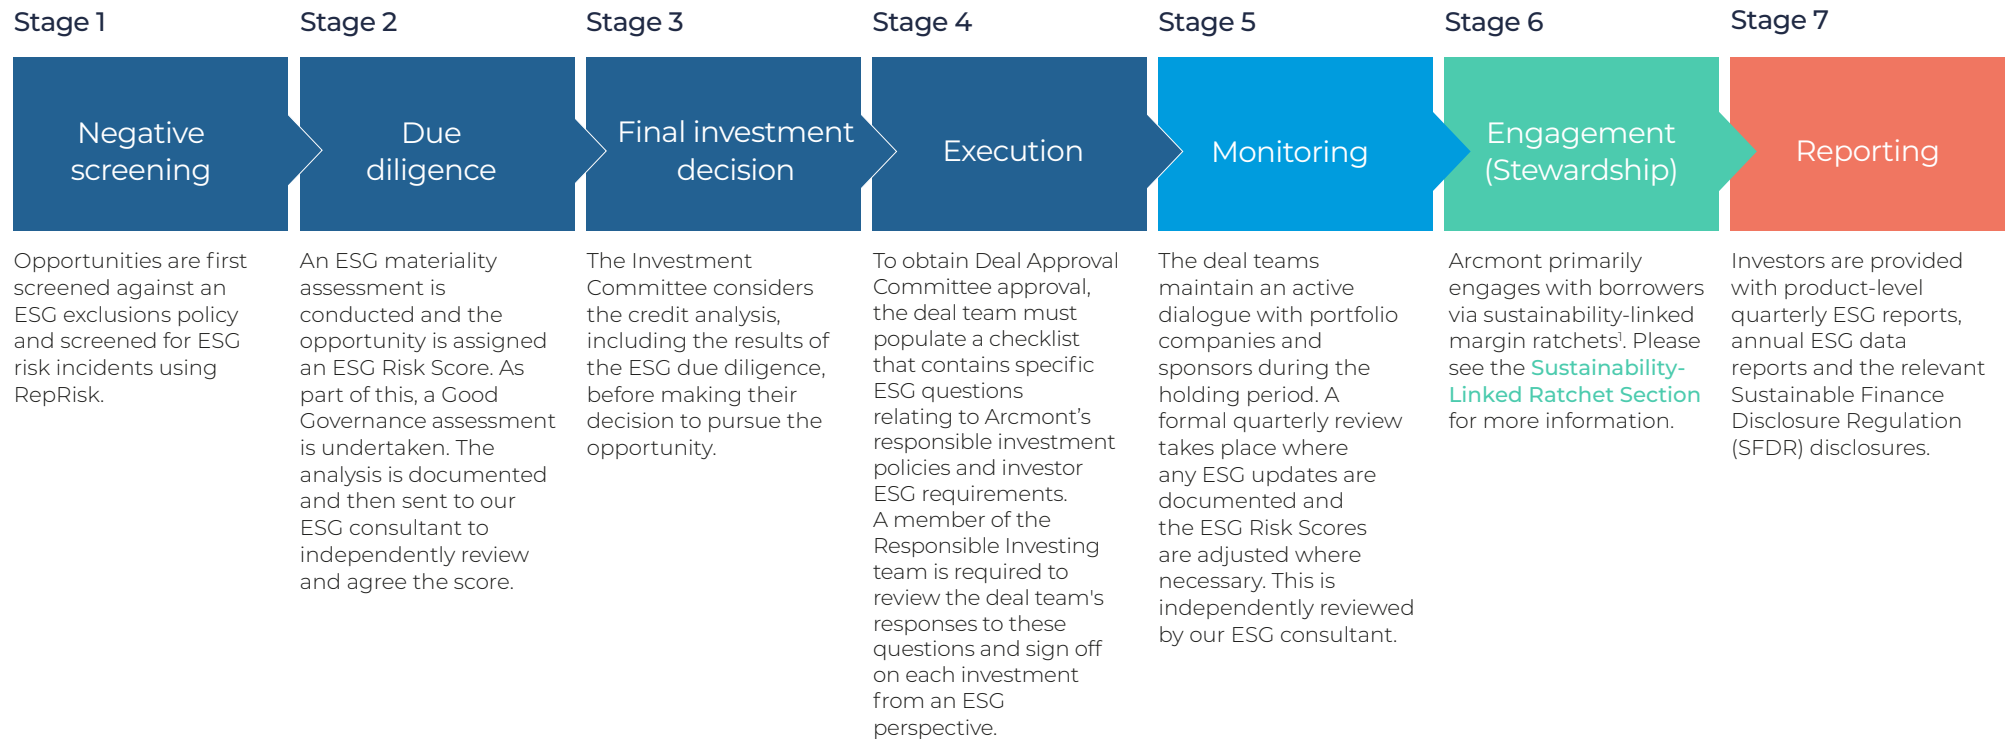 Stage 1
Negative
screening
Opportunities are first
screened against an
ESG exclusions policy
and screened for ESG
risk incidents using
RepRisk.
Stage 2
Due
diligence
An ESG materiality
assessment is
conducted and the
opportunity is assigned
an ESG Risk Score. As
part of this, a Good
Governance assessment
is undertaken. The
analysis is documented
and then sent to our
ESG consultant to
independently review
and agree the score.
Stage 3
Final investment
decision
The Investment
Committee considers
the credit analysis,
including the results of
the ESG due diligence,
before making their
decision to pursue the
opportunity.
Stage 4
Execution
To obtain Deal Approval
Committee approval,
the deal team must
populate a checklist
that contains specific
ESG questions
relating to Arcmont’s
responsible investment
policies and investor
ESG requirements.
A member of the
Responsible Investing
team is required to
review the deal team's
responses to these
questions and sign off
on each investment
from an ESG
perspective.
Stage 5
Monitoring
The deal teams
maintain an active
dialogue with portfolio
companies and
sponsors during the
holding period. A
formal quarterly review
takes place where
any ESG updates are
documented and
the ESG Risk Scores
are adjusted where
necessary. This is
independently reviewed
by our ESG consultant.
Stage 6
Engagement
(Stewardship)
Arcmont primarily
engages with borrowers
via sustainability-linked
margin ratchets¹. Please
see the Sustainability-
Linked Ratchet Section
for more information.
Stage 7
Reporting
Investors are provided
with product-level
quarterly ESG reports,
annual ESG data
reports and the relevant
Sustainable Finance
Disclosure Regulation
(SFDR) disclosures.